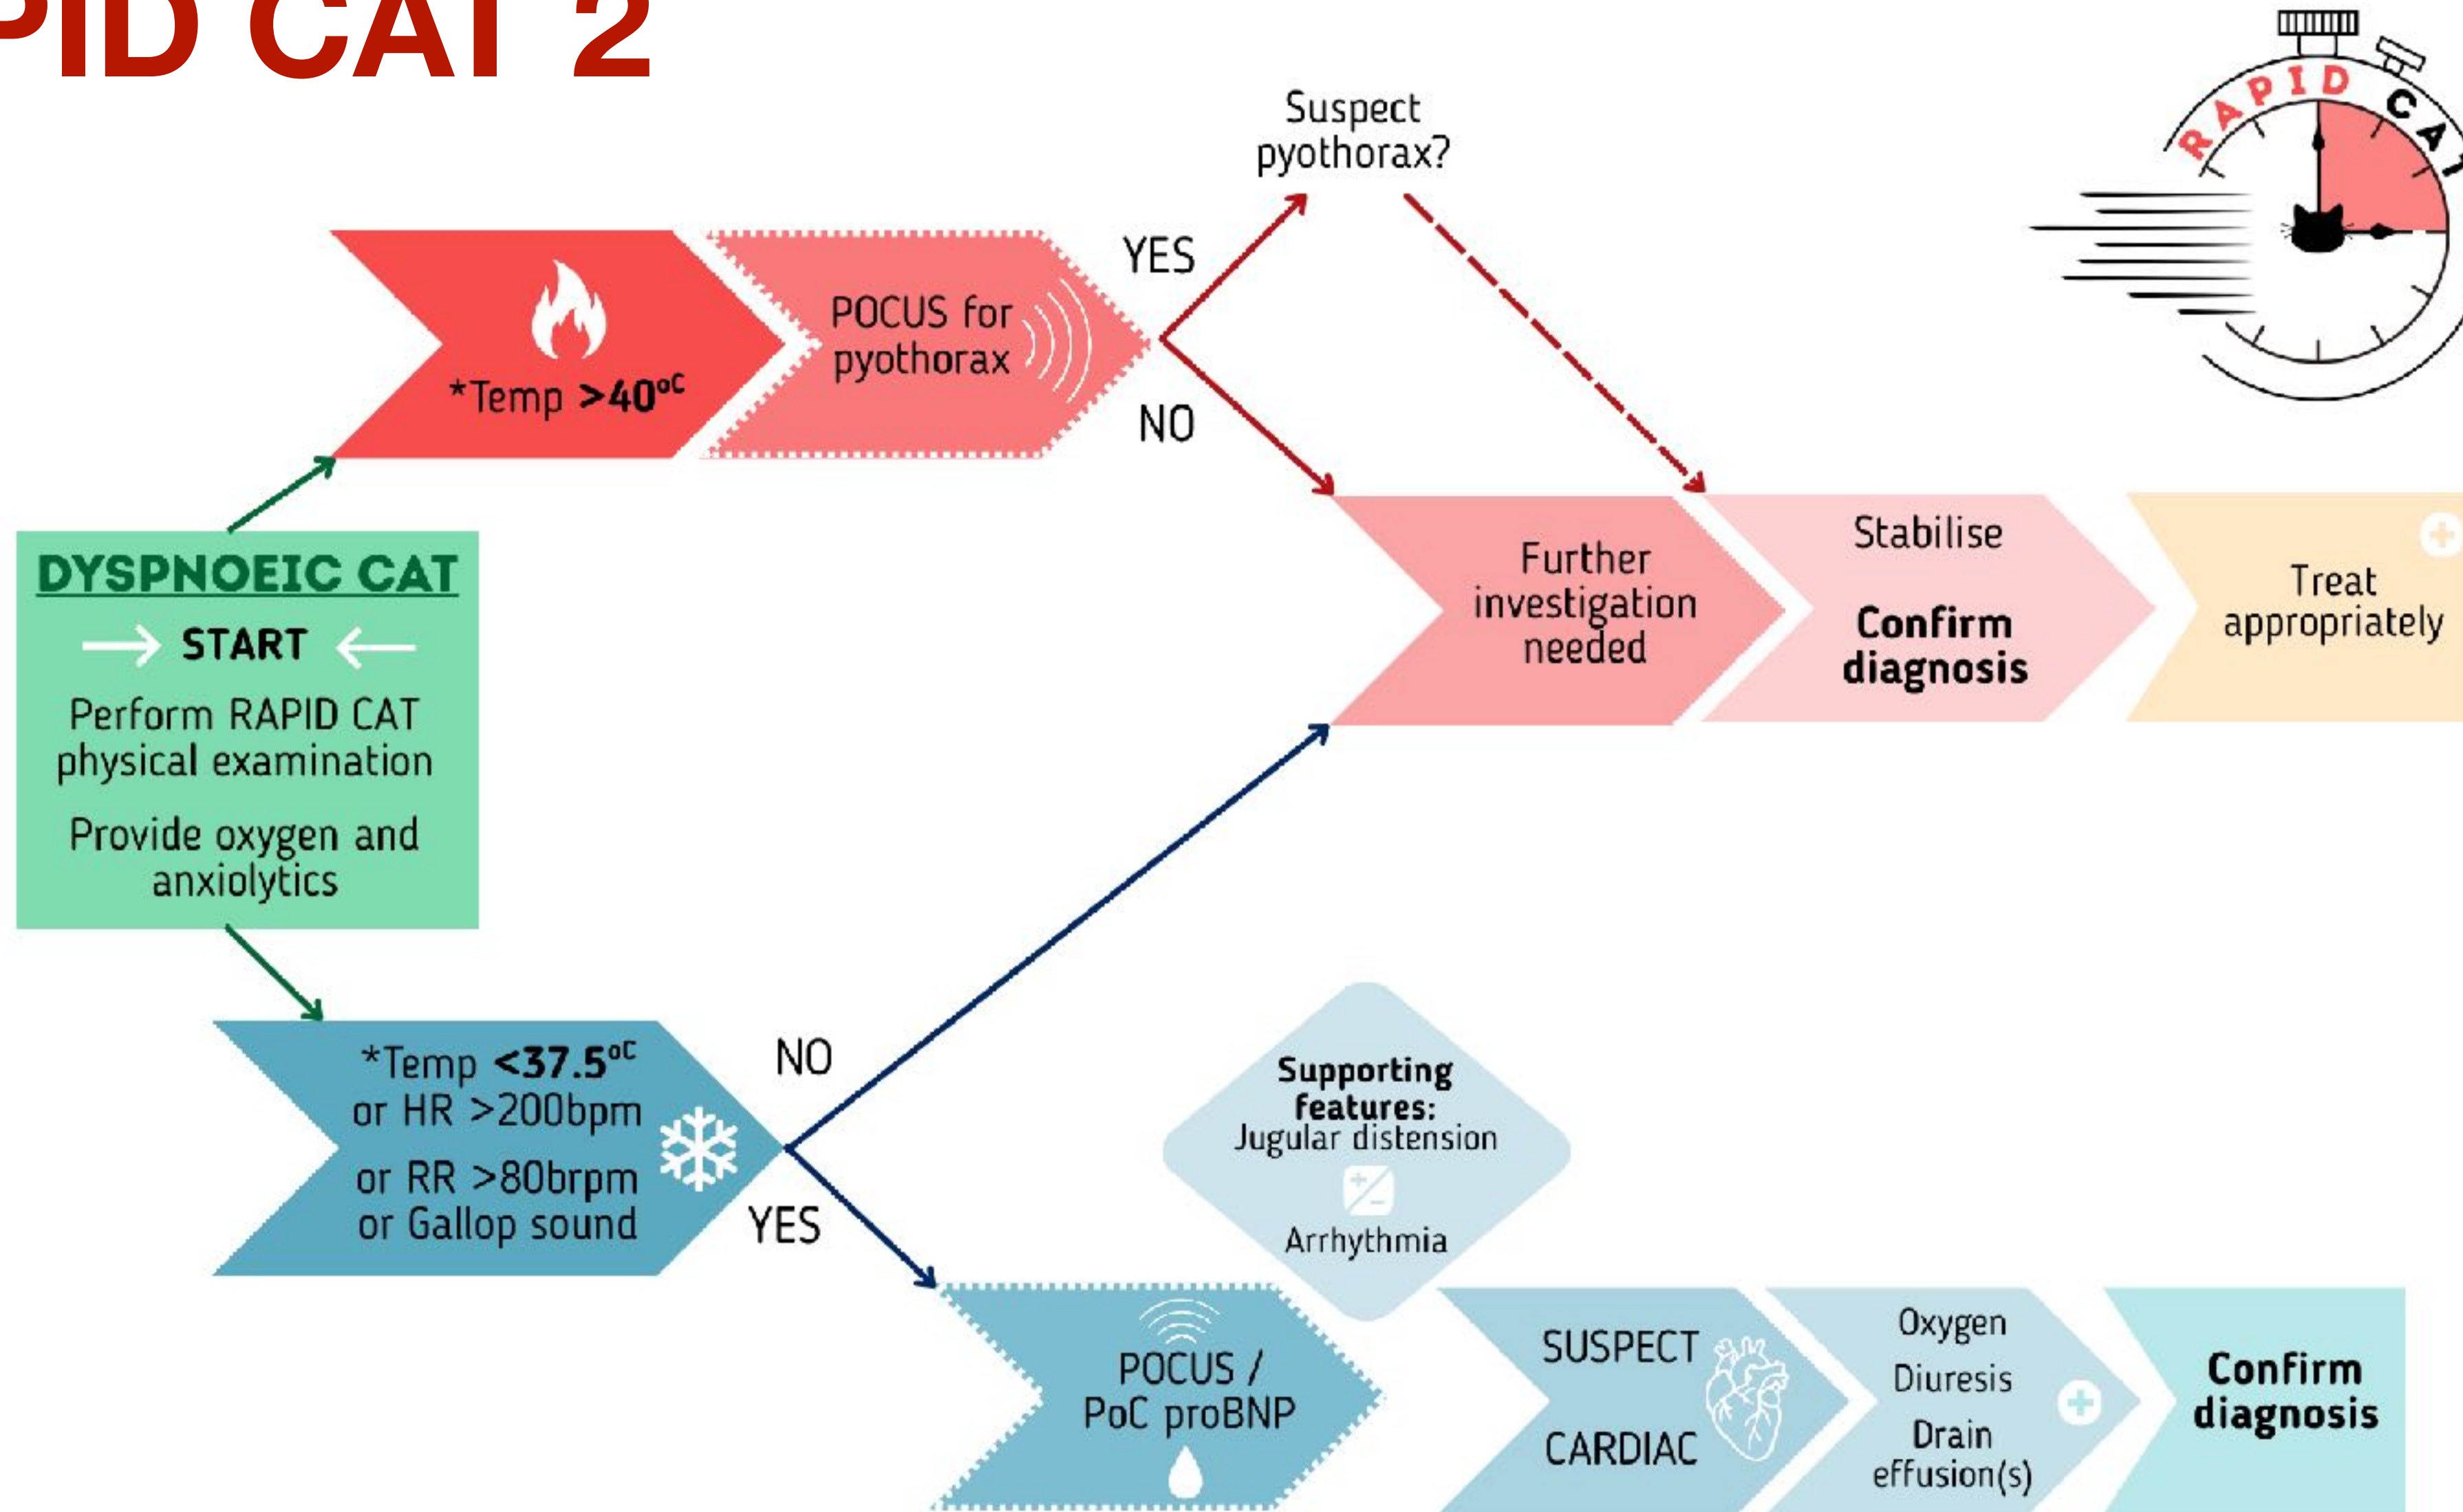 PID CAT 2
RAPID CAT
Suspect
pyothorax?
YES
NO
*Temp >40ºC
POCUS for
pyothorax
DYSPNOEIC CAT
START
Perform RAPID CAT
physical examination
Provide oxygen and
anxiolytics
Further
investigation
needed
Stabilise
Confirm
diagnosis
Treat
appropriately
*Temp <37.5ºC
or HR >200bpm
or RR >80brpm
or Gallop sound
NO
YES
Supporting
features:
Jugular distension
+/-
Arrhythmia
POCUS /
PoC proBNP
SUSPECT
CARDIAC
Oxygen
Diuresis
Drain
effusion(s)
Confirm
diagnosis